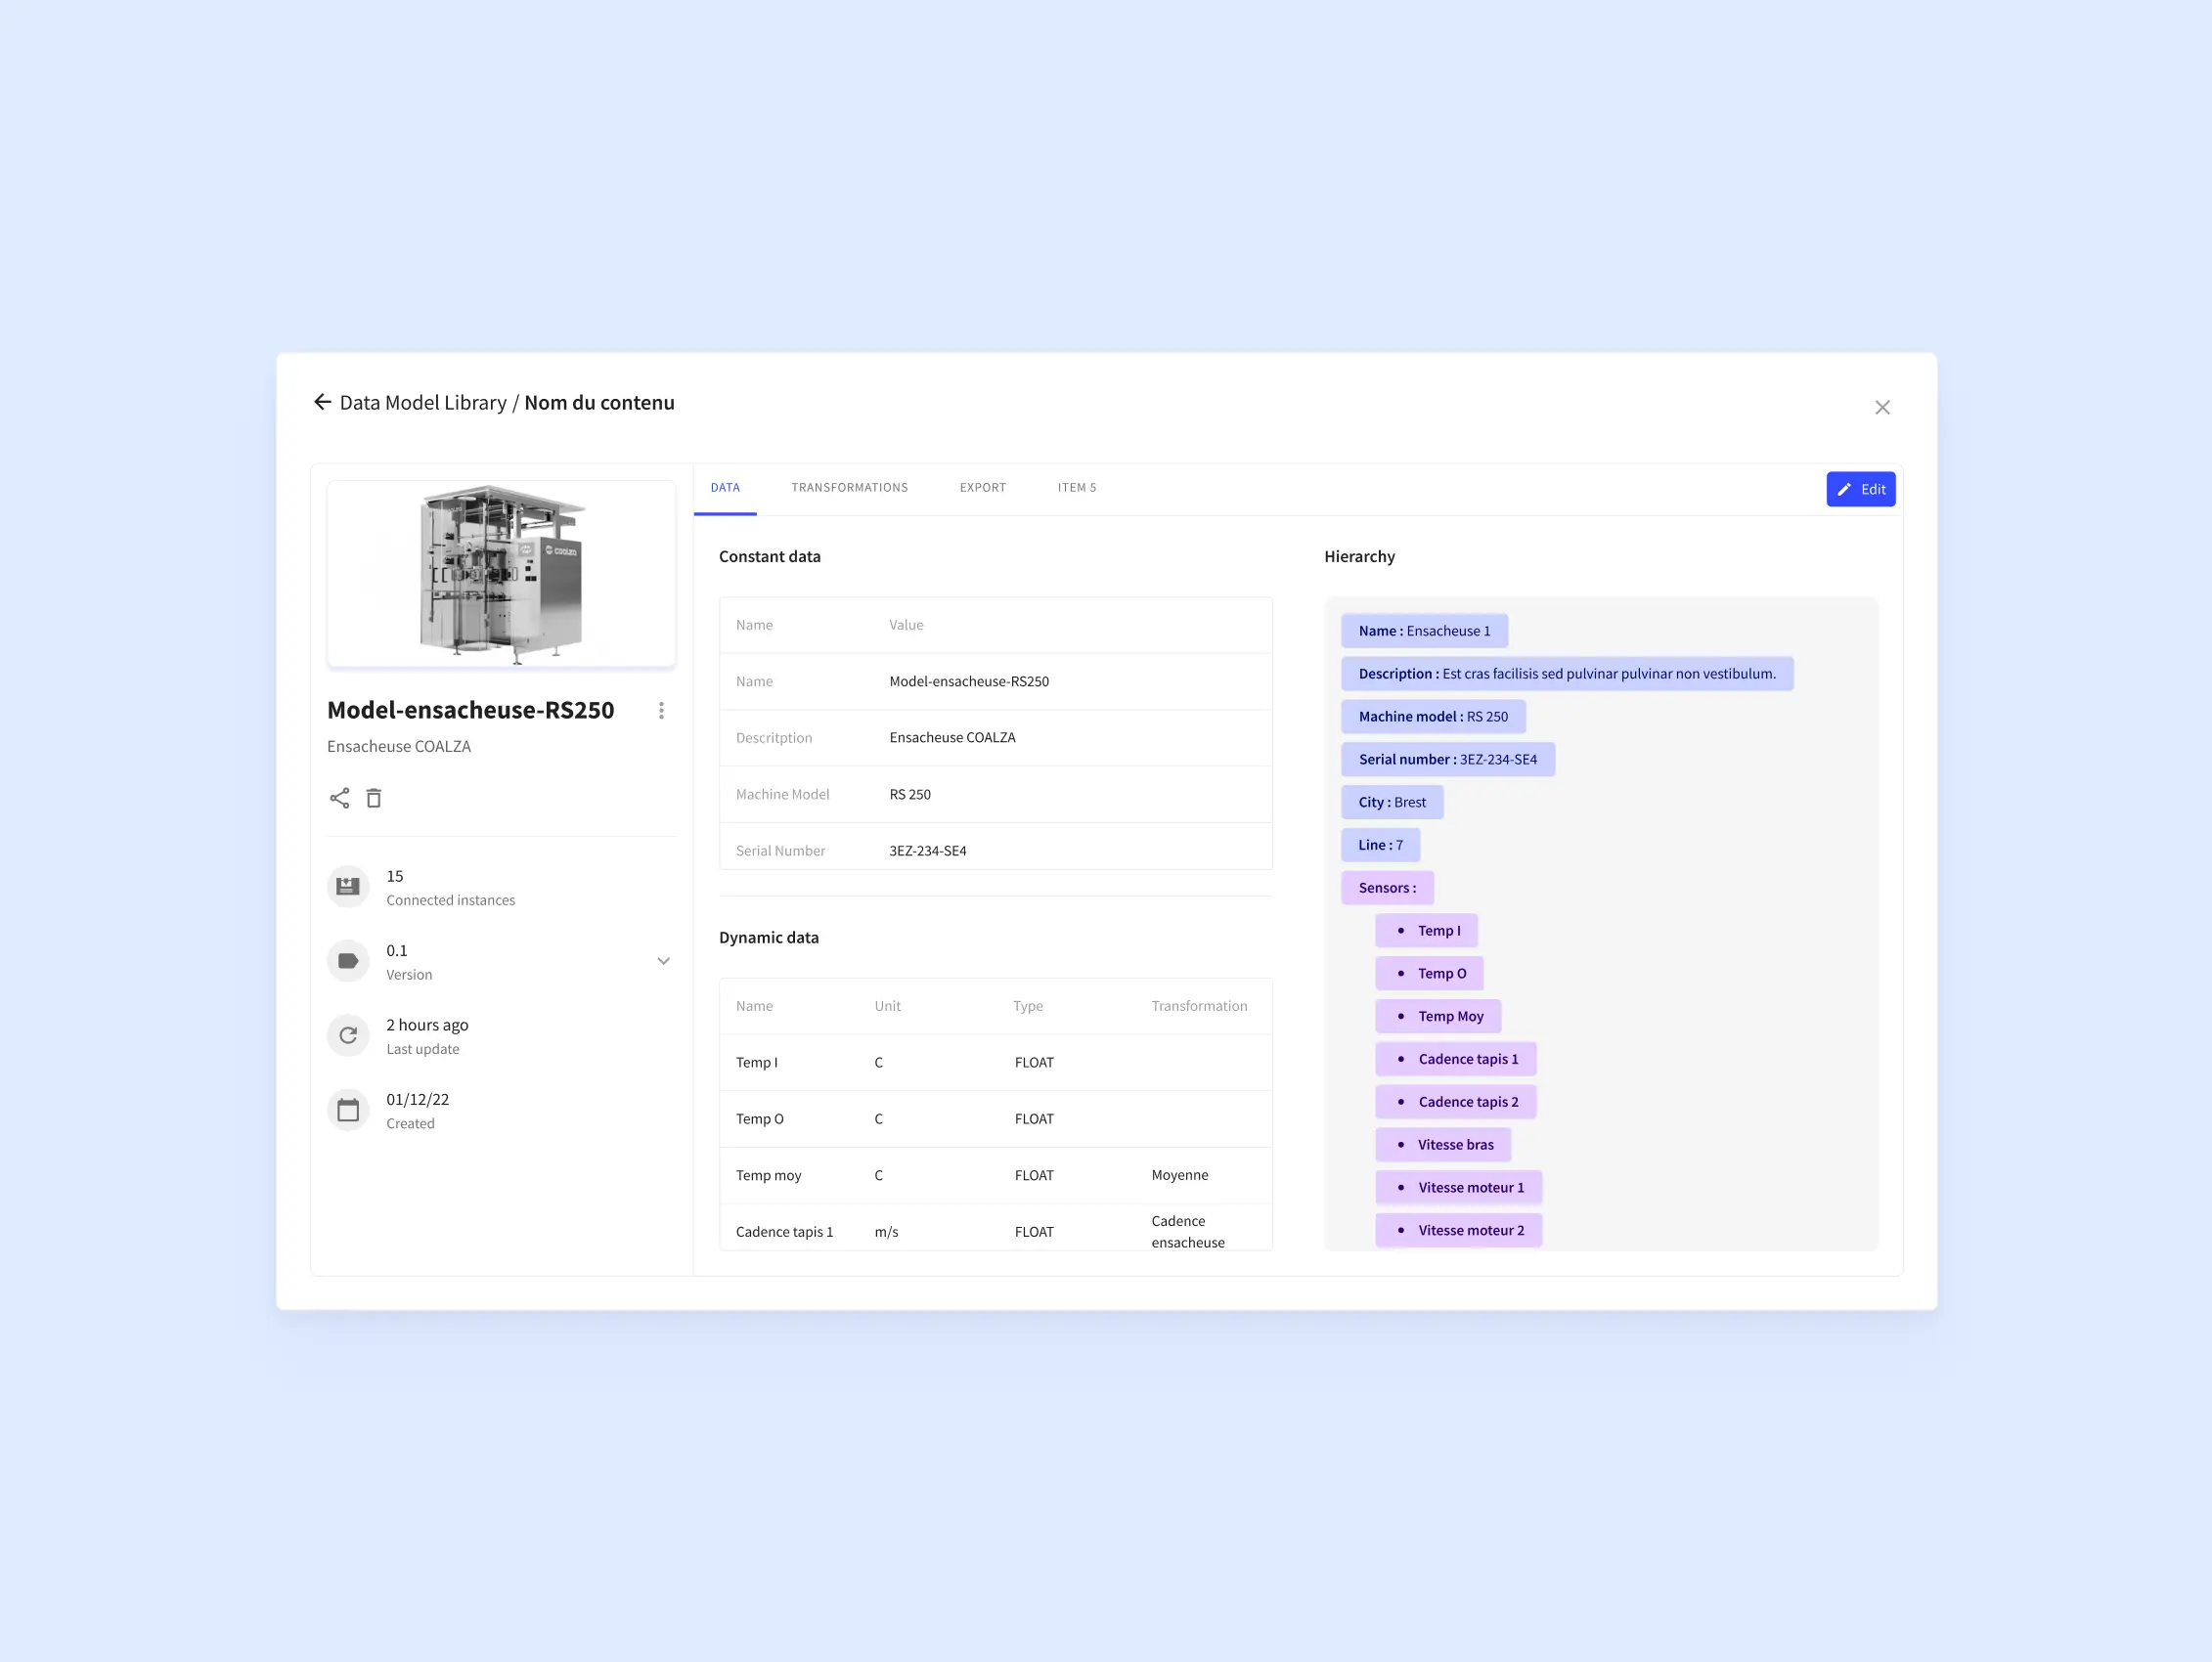 Data Model Library / Nom du contenu
coalza
Model-ensacheuse-RS250
Ensacheuse COALZA
15
Connected instances
0.1
Version
2 hours ago
Last update
01/12/22
Created
DATA TRANSFORMATIONS EXPORT ITEM 5
Edit
Constant data
Name Value
Name Model-ensacheuse-RS250
Descritption Ensacheuse COALZA
Machine Model RS 250
Serial Number 3EZ-234-SE4
Dynamic data
Name Unit Type Transformation
Temp I C FLOAT
Temp O C FLOAT
Temp moy C FLOAT Moyenne
Cadence tapis 1 m/s FLOAT Cadence
ensacheuse
Hierarchy
Name : Ensacheuse 1
Description : Est cras facilisis sed pulvinar pulvinar non vestibulum.
Machine model : RS 250
Serial number : 3EZ-234-SE4
City : Brest
Line : 7
Sensors :
• Temp I
• Temp O
• Temp Moy
• Cadence tapis 1
• Cadence tapis 2
• Vitesse bras
• Vitesse moteur 1
• Vitesse moteur 2